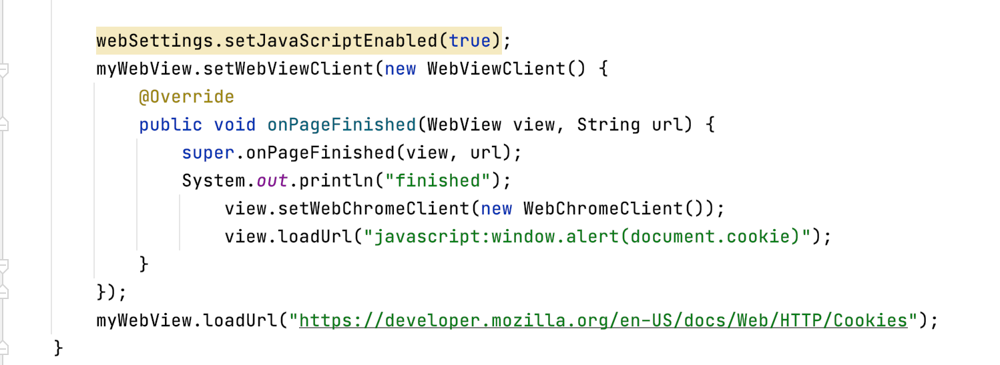 webSettings.setJavaScriptEnabled(true);
myWebView.setWebViewClient(new WebViewClient() {
@Override
public void onPageFinished(WebView view, String url) {
super.onPageFinished(view, url);
System.out.println("finished");
view.setWebChromeClient(new WebChromeClient());
view.loadUrl("javascript:window.alert(document.cookie)");
}
});
myWebView.loadUrl("https://developer.mozilla.org/en-US/docs/Web/HTTP/Cookies");
}